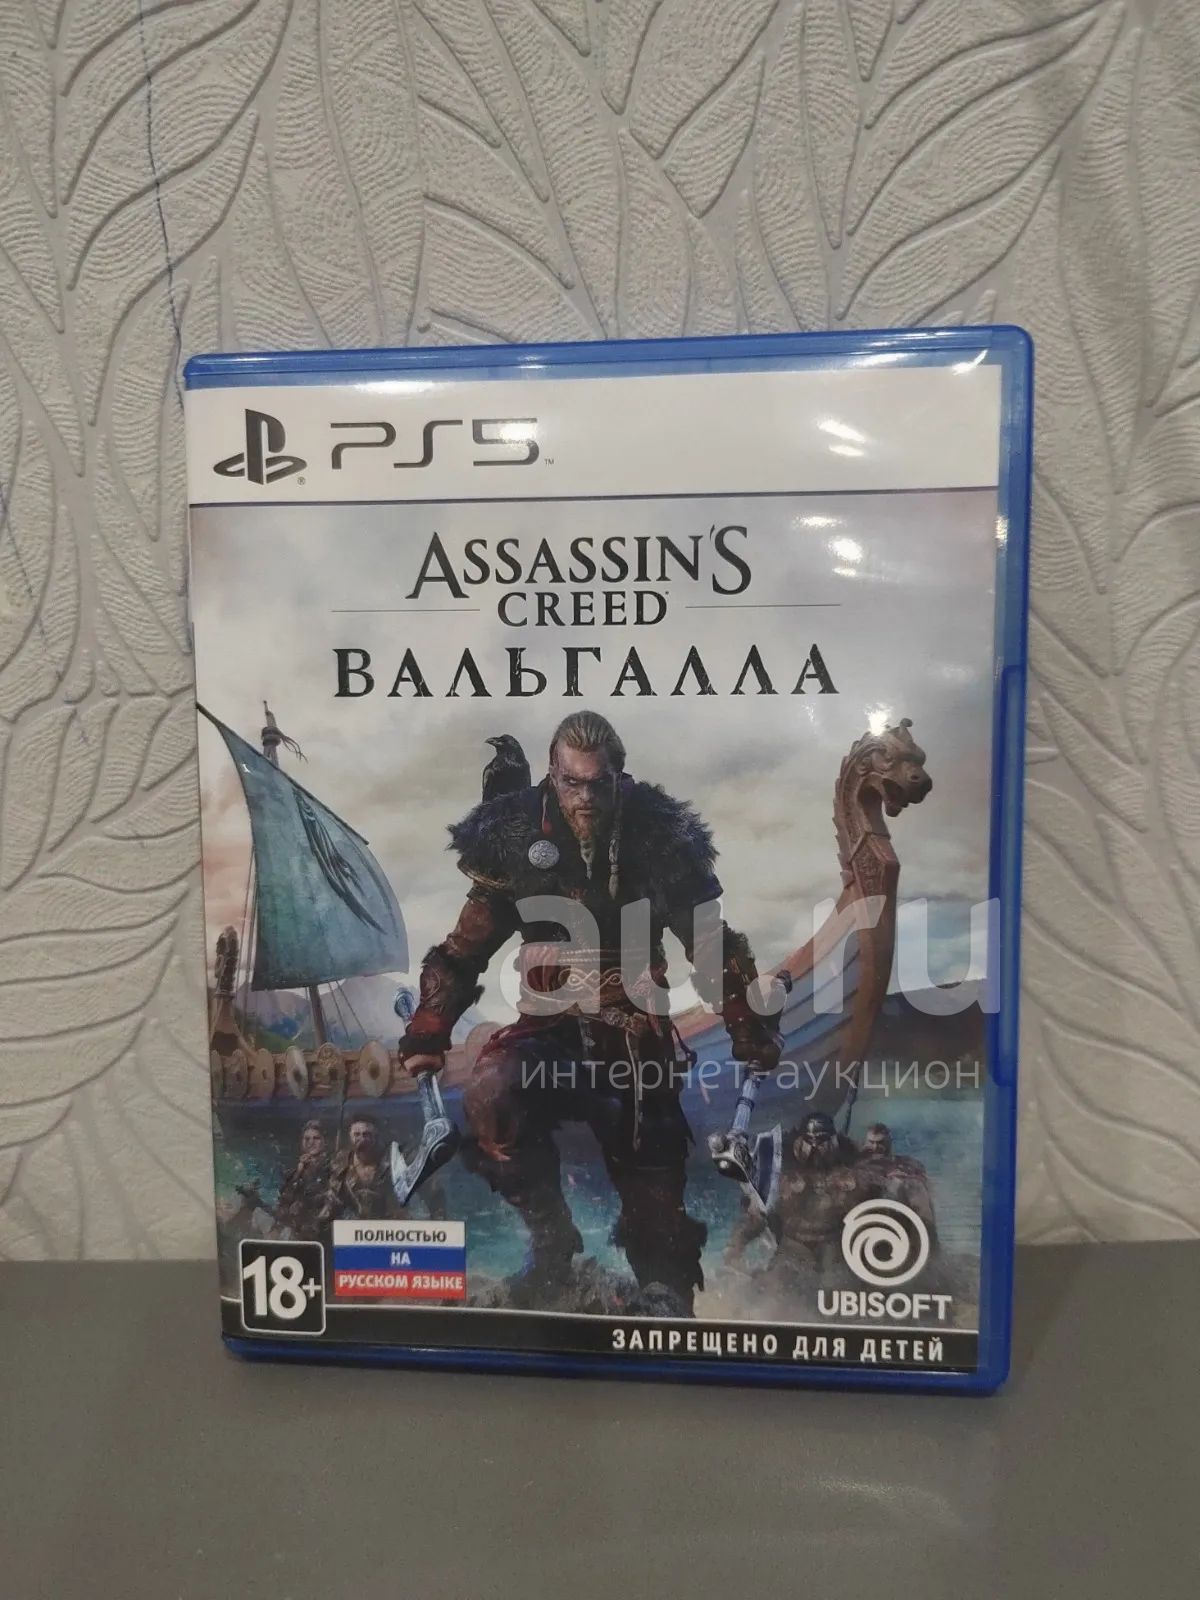 PS5
ASSASSIN'S
CREED
ВАЛЬГАЛЛА
au.ru
интернет-аукцион
ПОЛНОСТЬЮ
НА
РУССКОМ ЯЗЫКЕ
18+
UBISOFT
ЗАПРЕЩЕНО ДЛЯ ДЕТЕЙ